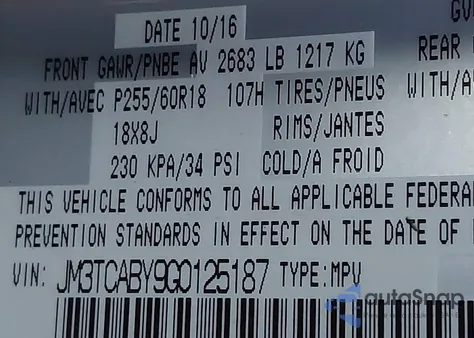 DATE 10/16
GV
FRONT GAWR/PNBE AV 2683 LB 1217 KG
REAR
WITH/AVEC P255/60R18 107H TIRES/PNEUS WITH/A
18X8J RIMS/JANTES
230 KPA/34 PSI COLD/A FROID
THIS VEHICLE CONFORMS TO ALL APPLICABLE FEDERA
PREVENTION STANDARDS IN EFFECT ON THE DATE OF
VIN: JM3TCABY9G0125187 TYPE:MPV
autoSnap